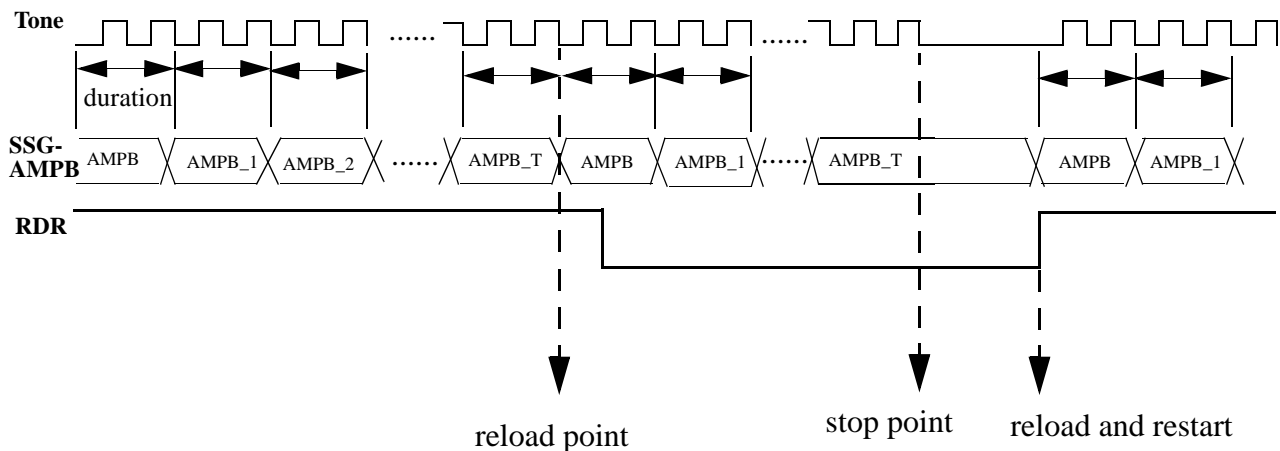 Tone
...... ......
duration
SSG-
AMPB
AMPB AMPB_1 AMPB_2 ...... AMPB_T AMPB AMPB_1 ...... AMPB_T AMPB AMPB_1
RDR
reload point
stop point
reload and restart